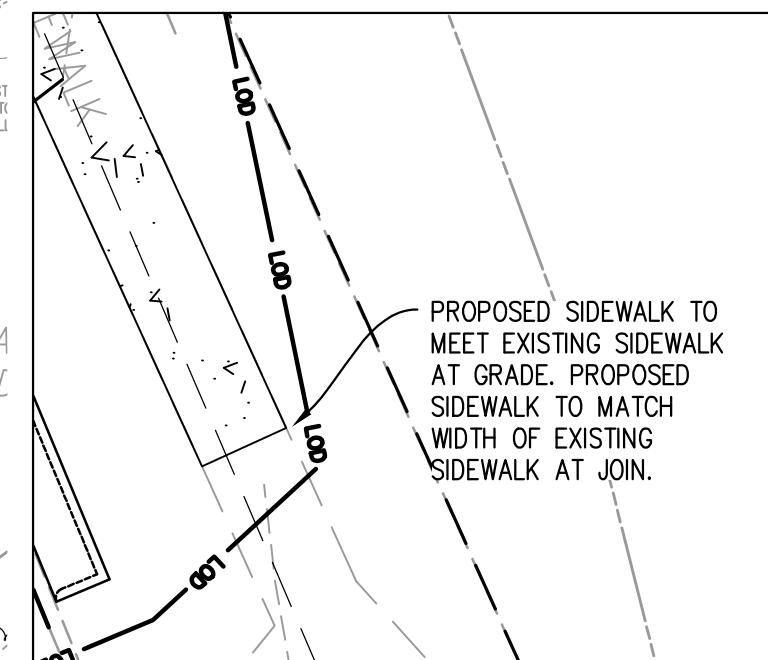 EWALK
LOD
LOD
PROPOSED SIDEWALK TO
MEET EXISTING SIDEWALK
AT GRADE. PROPOSED
SIDEWALK TO MATCH
WIDTH OF EXISTING
SIDEWALK AT JOIN.
LOD
LOD